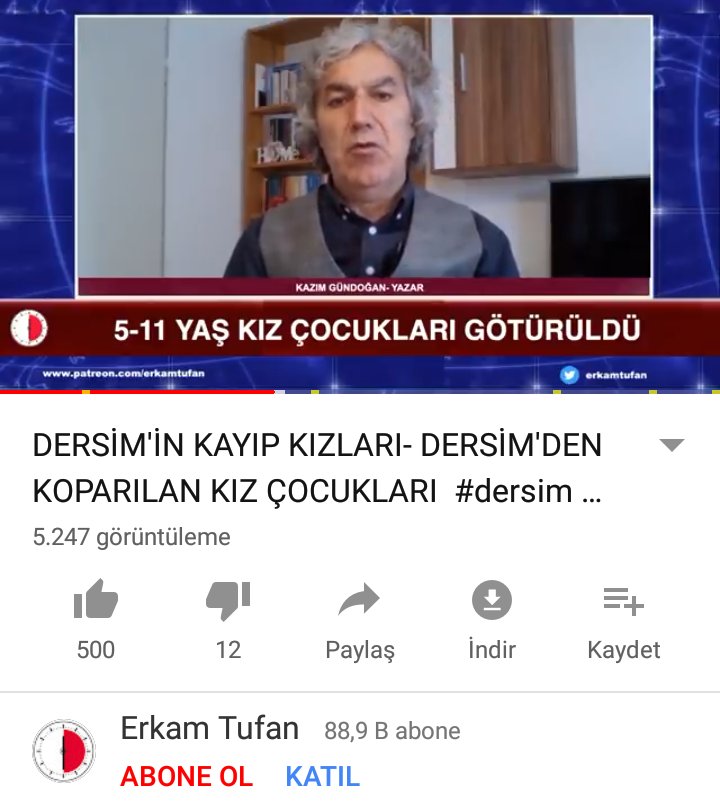 HOME
KAZIM GÜNDOĞAN- YAZAR
5-11 YAŞ KIZ ÇOCUKLARI GÖTÜRÜLDÜ
www.patreon.com/erkamtufan
erkamtufan
DERSİM'İN KAYIP KIZLARI- DERSİM'DEN
KOPARILAN KIZ ÇOCUKLARI #dersim ...
5.247 görüntüleme
500
12
Paylaş
İndir
Kaydet
Erkam Tufan 88,9 B abone
ABONE OL KATIL